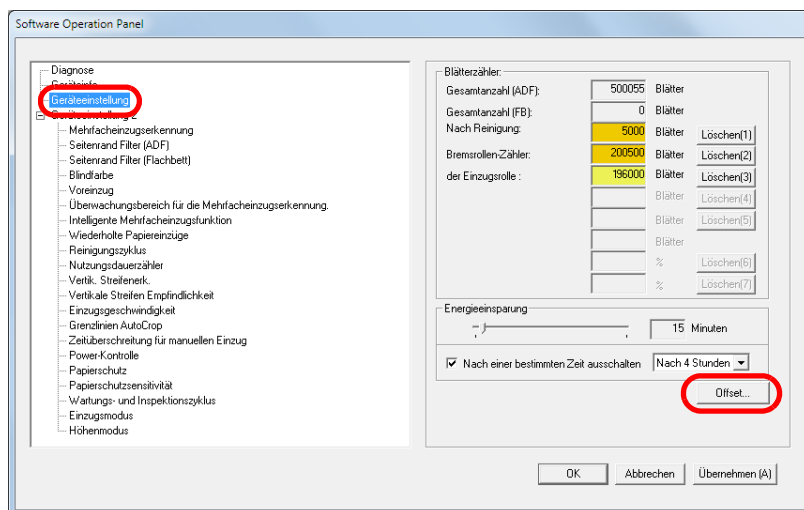 Software Operation Panel
Diagnose
Geräteinfo
Geräteeinstellung
Geräteeinstellung 2
Mehrfacheinzugserkennung
Seitenrand Filter (ADF)
Seitenrand Filter (Flachbett)
Blindfarbe
Voreinzug
Überwachungsbereich für die Mehrfacheinzugserkennung.
Intelligente Mehrfacheinzugsfunktion
Wiederholte Papiereinzüge
Reinigungszyklus
Nutzungsdauerzähler
Vertik. Streifenerk.
Vertikale Streifen Empfindlichkeit
Einzugsgeschwindigkeit
Grenzlinien AutoCrop
Zeitüberschreitung für manuellen Einzug
Power-Kontrolle
Papierschutz
Papierschutzsensitivität
Wartungs- und Inspektionszyklus
Einzugsmodus
Höhenmodus
Blätterzähler:
Gesamtanzahl (ADF): 500055 Blätter
Gesamtanzahl (FB): 0 Blätter
Nach Reinigung: 5000 Blätter Löschen(1)
Bremsrollen-Zähler: 200500 Blätter Löschen(2)
der Einzugsrolle : 196000 Blätter Löschen(3)
Blätter Löschen(4)
Blätter Löschen(5)
Blätter
% Löschen(6)
% Löschen(7)
Energieeinsparung
15 Minuten
Nach einer bestimmten Zeit ausschalten Nach 4 Stunden
Offset...
OK Abbrechen Übernehmen (A)